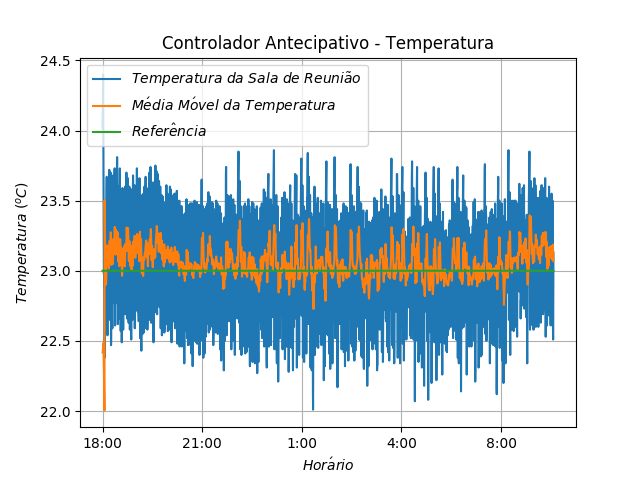 Controlador Antecipativo - Temperatura
24.5
Temperatura da Sala de Reunião
Média Móvel da Temperatura
Referência
24.0
23.5
23.0
22.5
22.0
Temperatura (ºC)
18:00 21:00 1:00 4:00 8:00
Horário